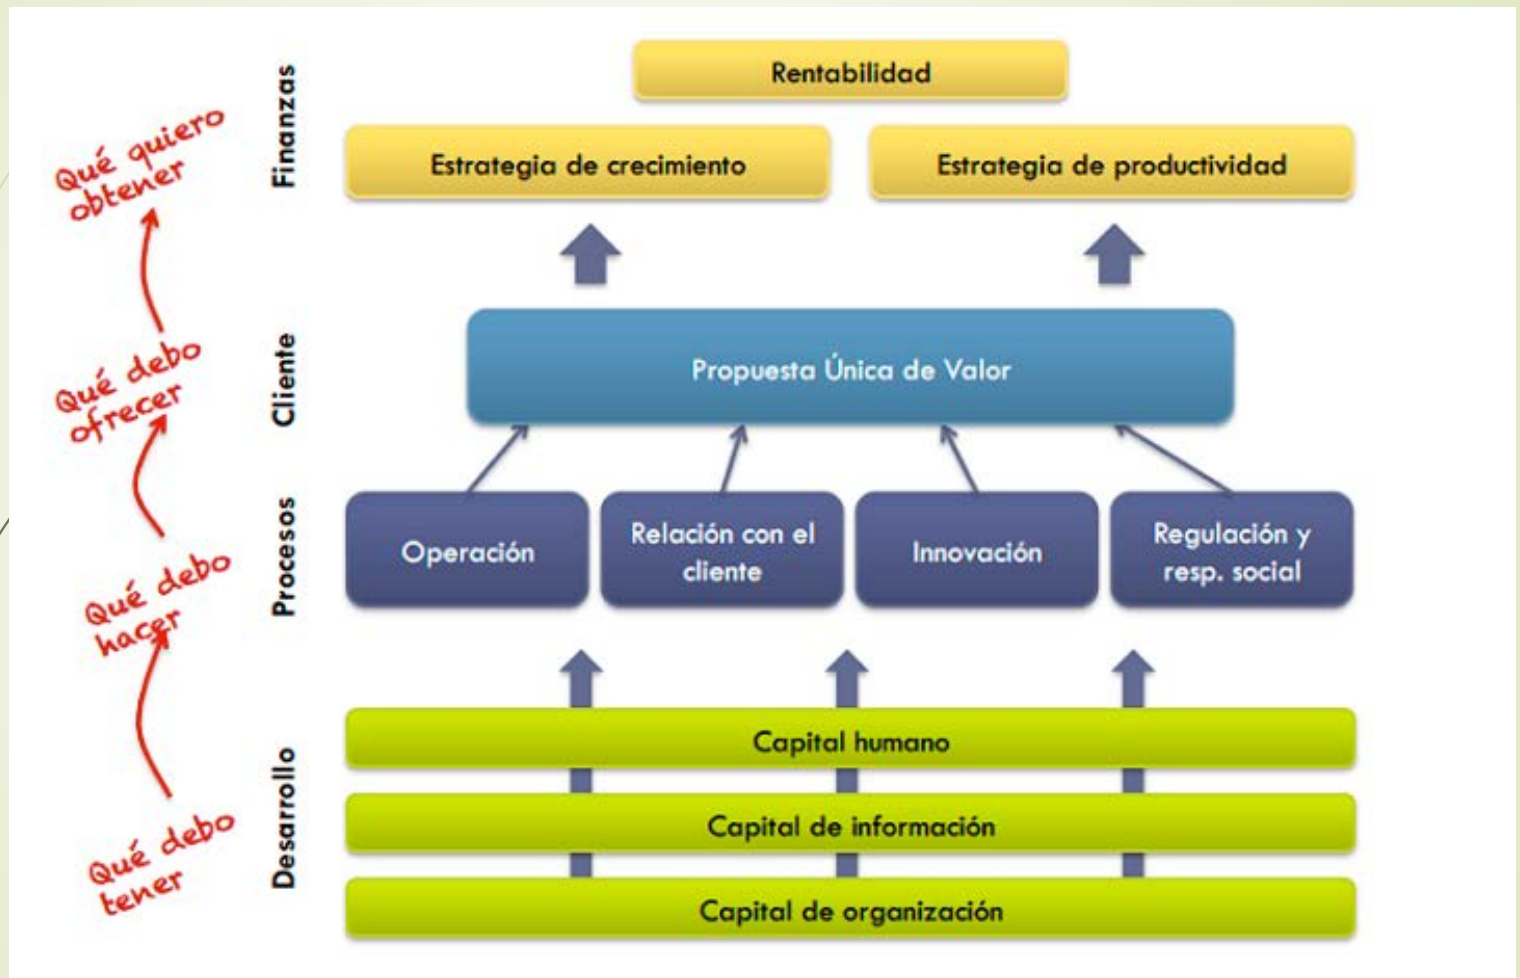 Qué quiero
obtener
Finanzas
Rentabilidad
Estrategia de crecimiento
Estrategia de productividad
Qué debo
ofrecer
Cliente
Propuesta Única de Valor
Qué debo
hacer
Procesos
Operación
Relación con el
cliente
Innovación
Regulación y
resp. social
Qué debo
tener
Desarrollo
Capital humano
Capital de información
Capital de organización